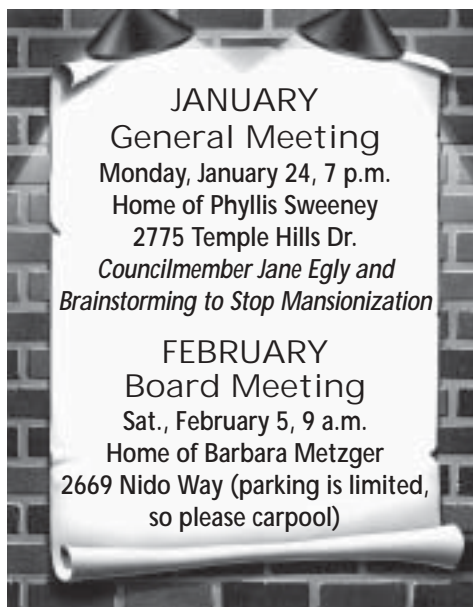 JANUARY
General Meeting
Monday, January 24, 7 p.m.
Home of Phyllis Sweeney
2775 Temple Hills Dr.
Councilmember Jane Egly and
Brainstorming to Stop Mansionization
FEBRUARY
Board Meeting
Sat., February 5, 9 a.m.
Home of Barbara Metzger
2669 Nido Way (parking is limited,
so please carpool)